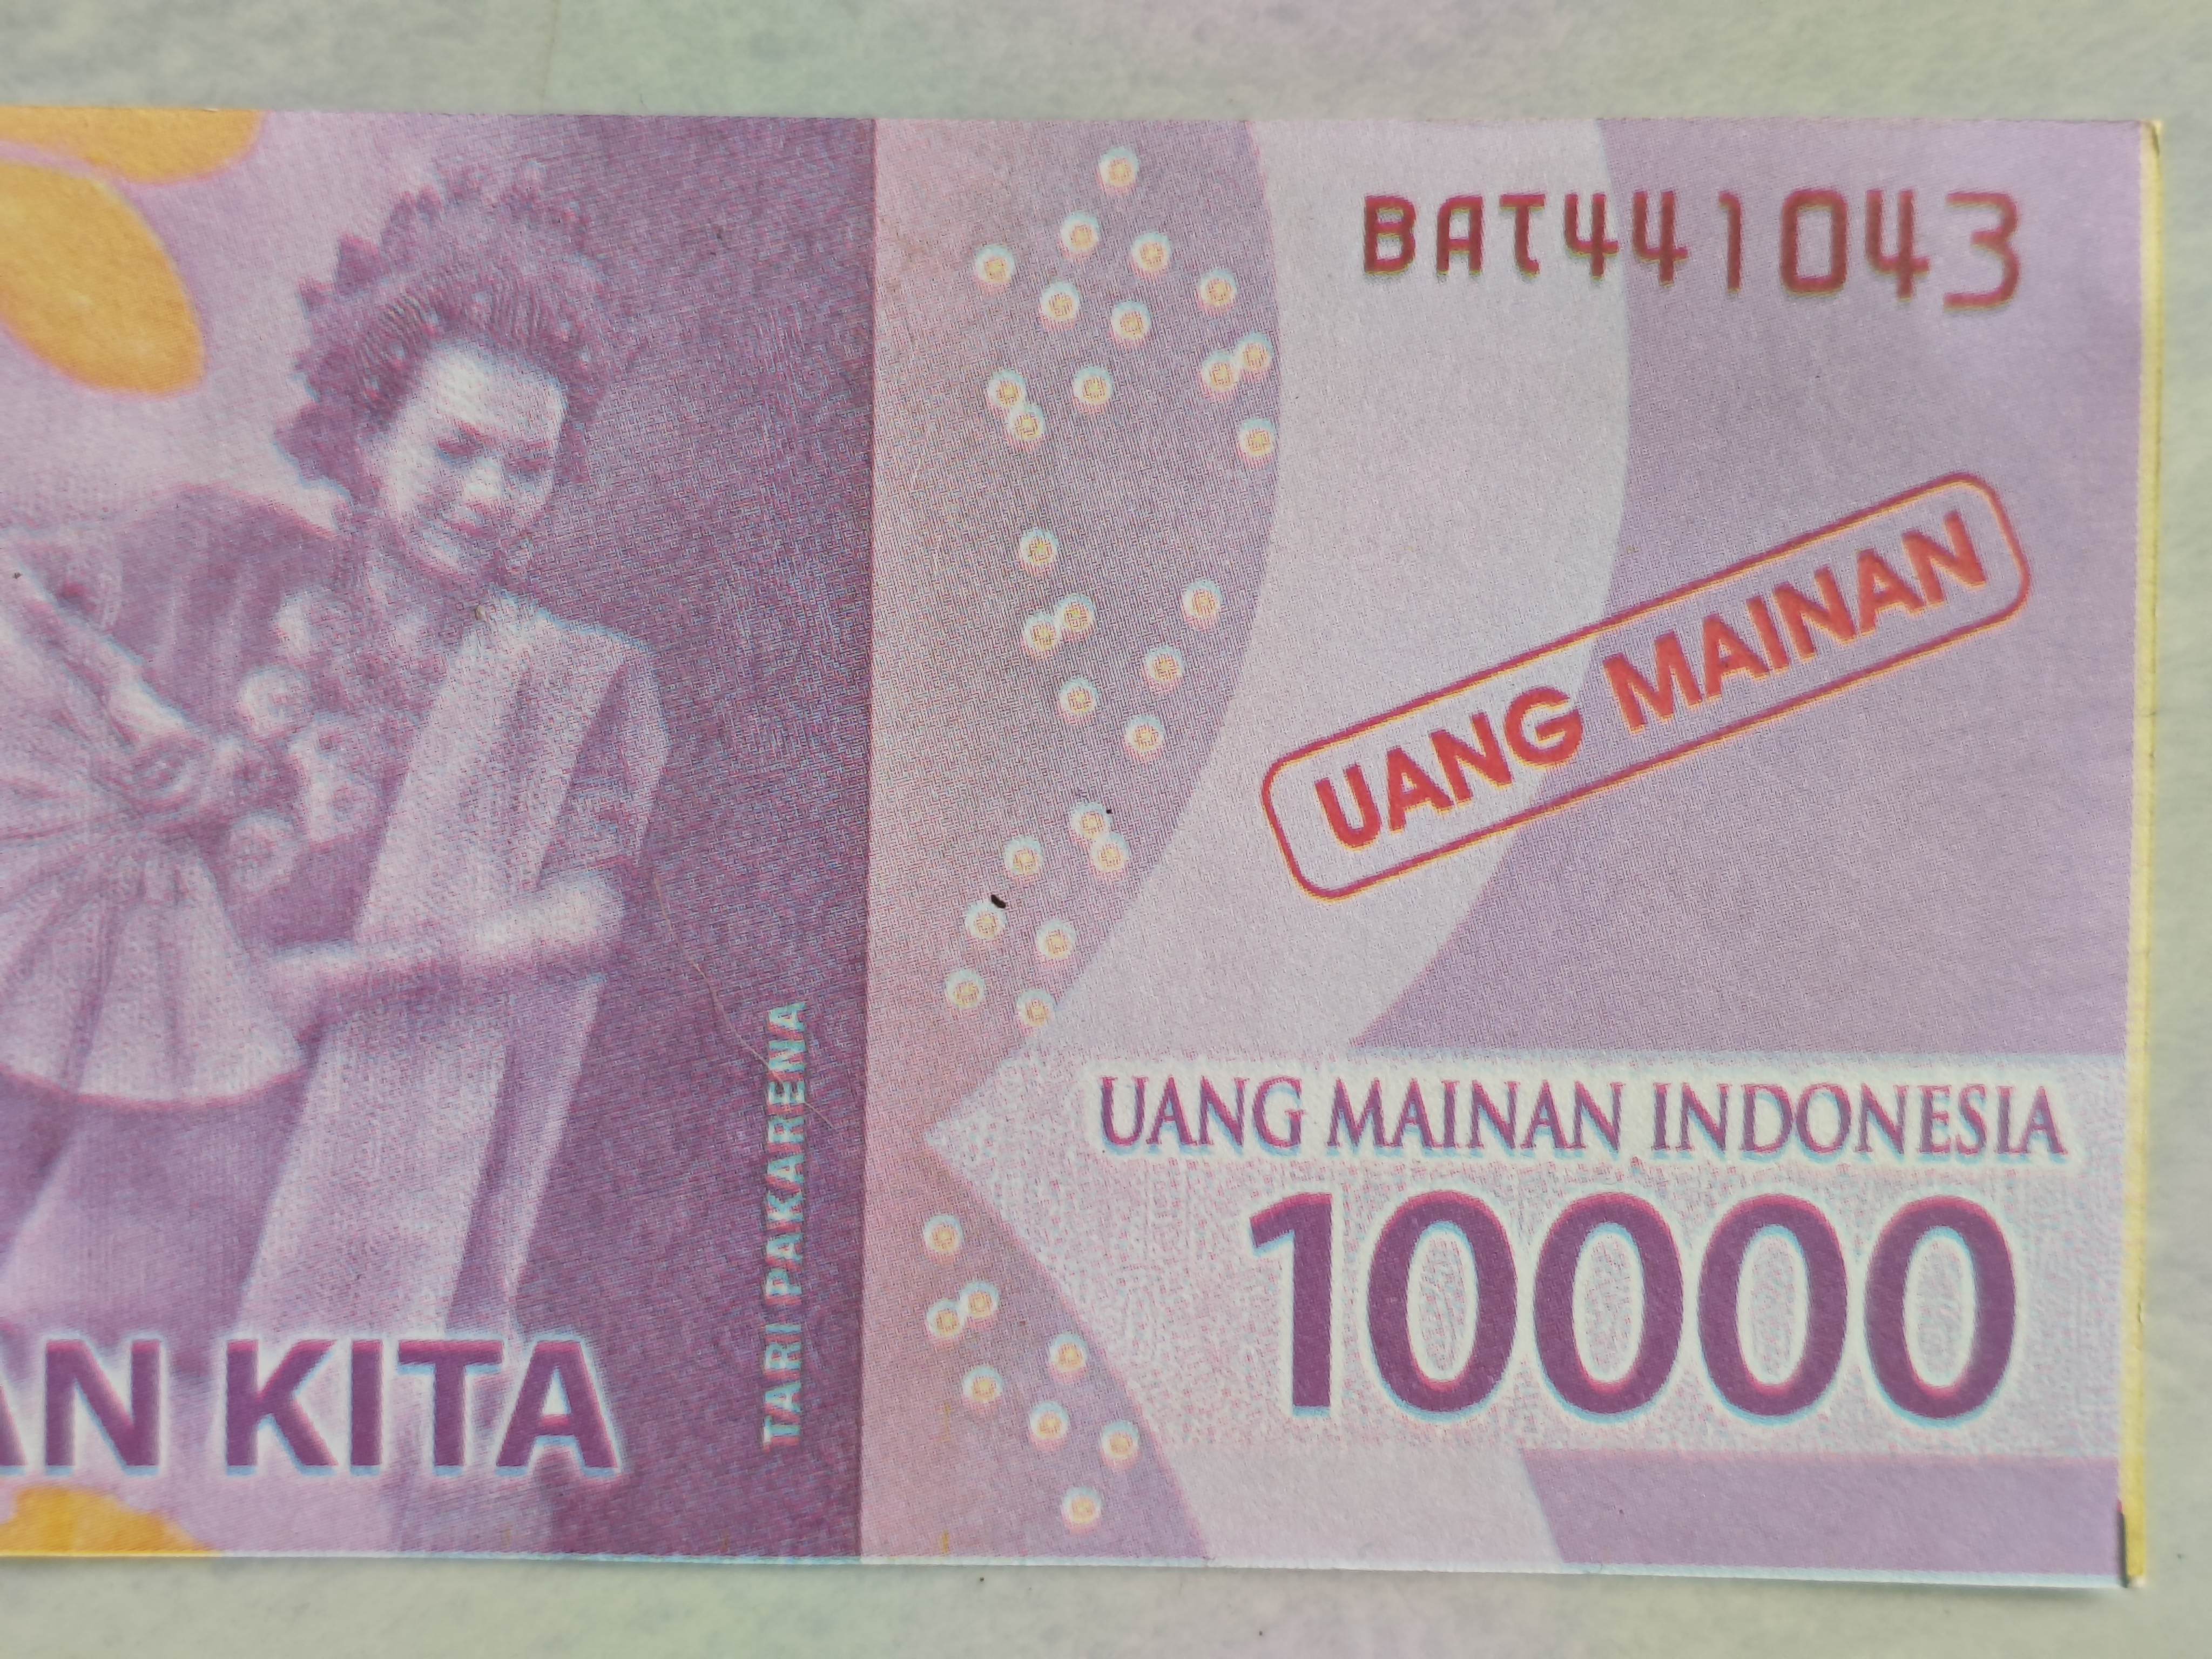 BAT441043
UANG MAINAN
UANG MAINAN INDONESIA
10000
TARI PAKARENA
AN KITA